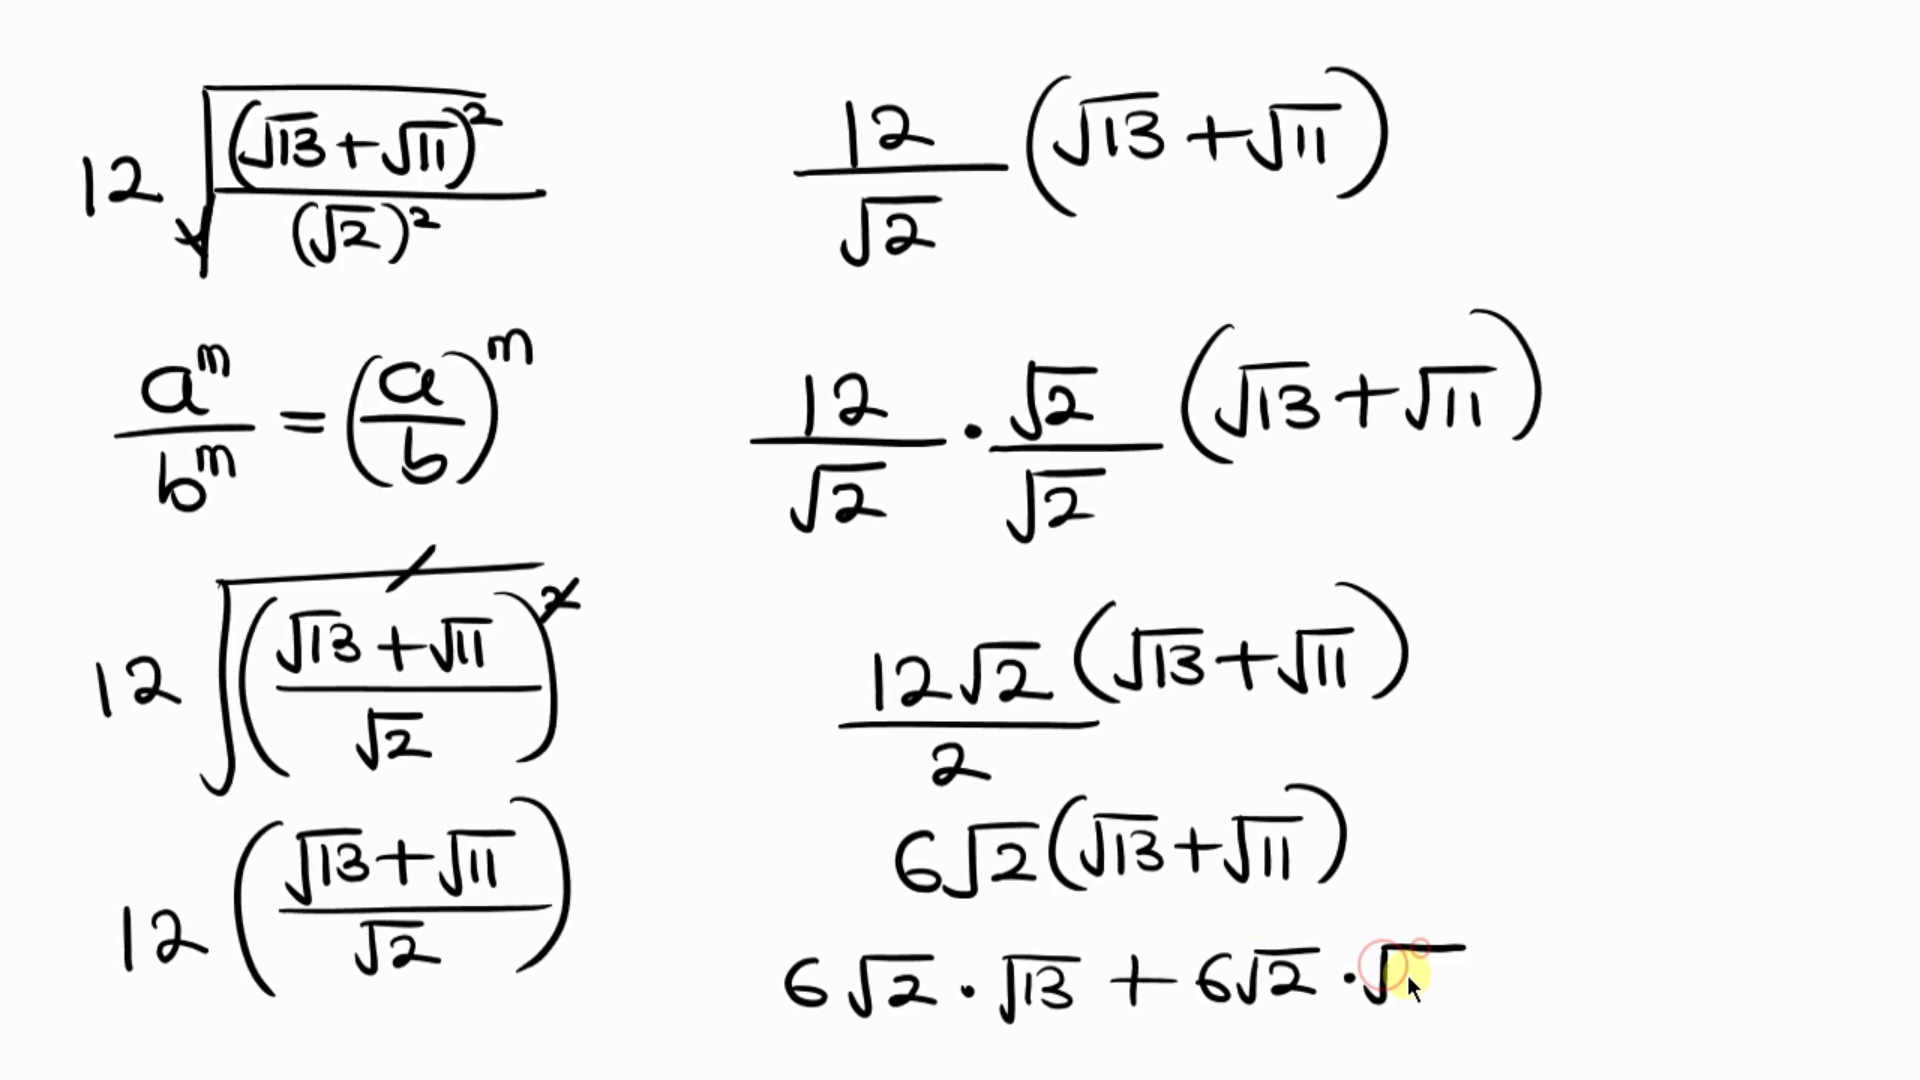 12 √((√13+√11)²/(√2)²)
a^m/b^m = (a/b)^m
12 √(((√13+√11)/√2)²)
12 ((√13+√11)/√2)
12/√2 (√13+√11)
12/√2 · √2/√2 (√13+√11)
12√2/2 (√13+√11)
6√2(√13+√11)
6√2·√13 + 6√2·√